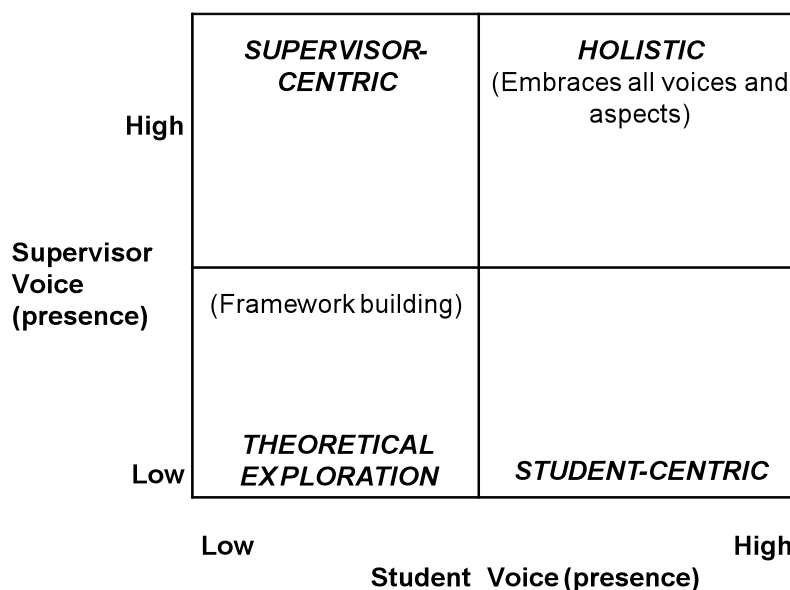 SUPERVISOR-
CENTRIC
HOLISTIC
(Embraces all voices and
aspects)
High
Supervisor
Voice
(presence)
(Framework building)
THEORETICAL
EXPLORATION
STUDENT-CENTRIC
Low
Low
High
Student Voice (presence)